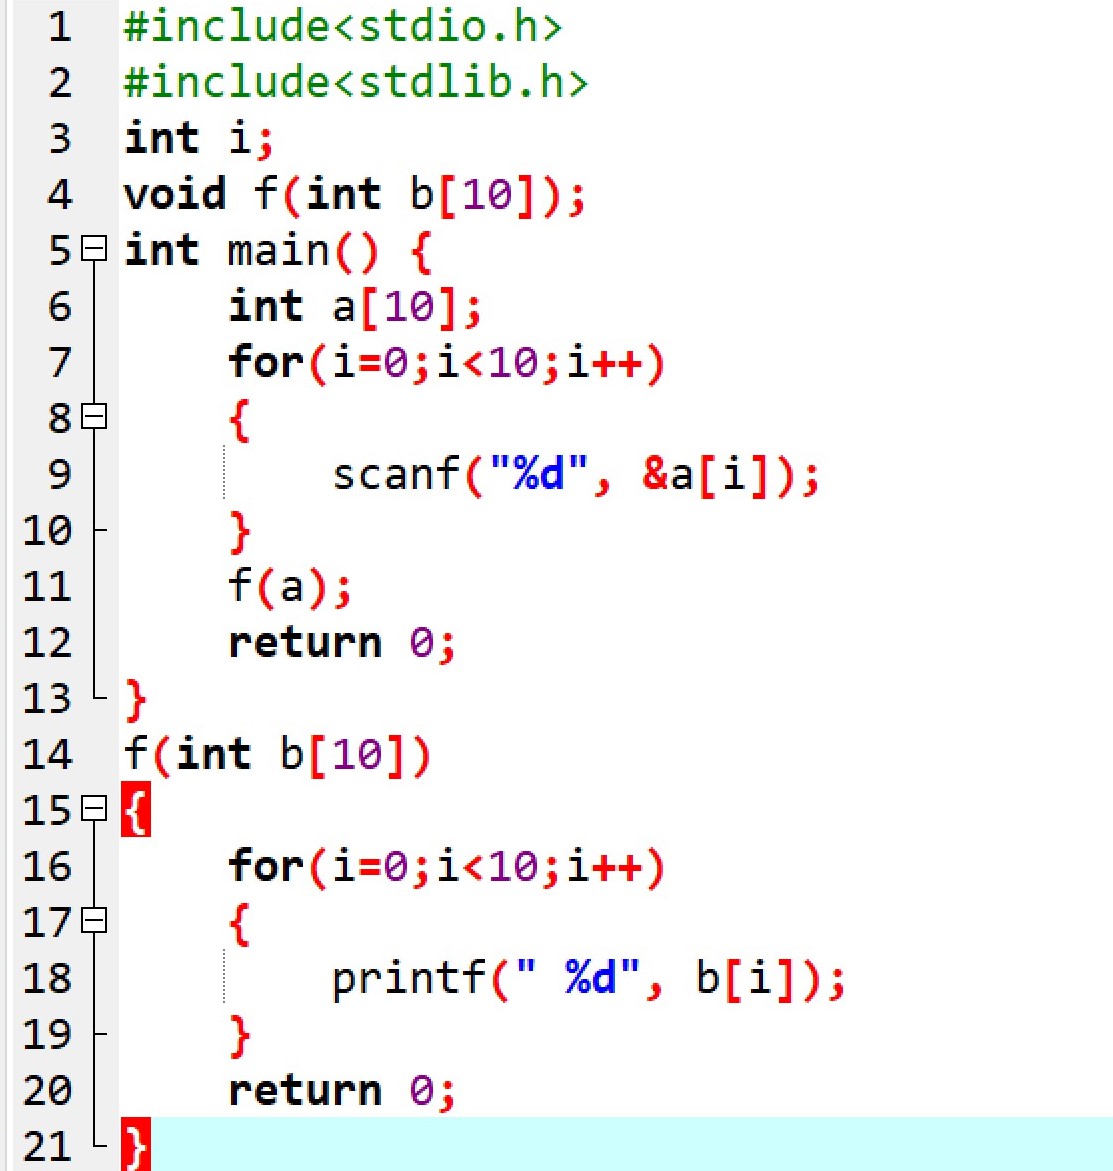 1 #include<stdio.h>
2 #include<stdlib.h>
3 int i;
4 void f(int b[10]);
5 int main() {
6 int a[10];
7 for(i=0;i<10;i++)
8 {
9 scanf("%d", &a[i]);
10 }
11 f(a);
12 return 0;
13 }
14 f(int b[10])
15 {
16 for(i=0;i<10;i++)
17 {
18 printf(" %d", b[i]);
19 }
20 return 0;
21 }